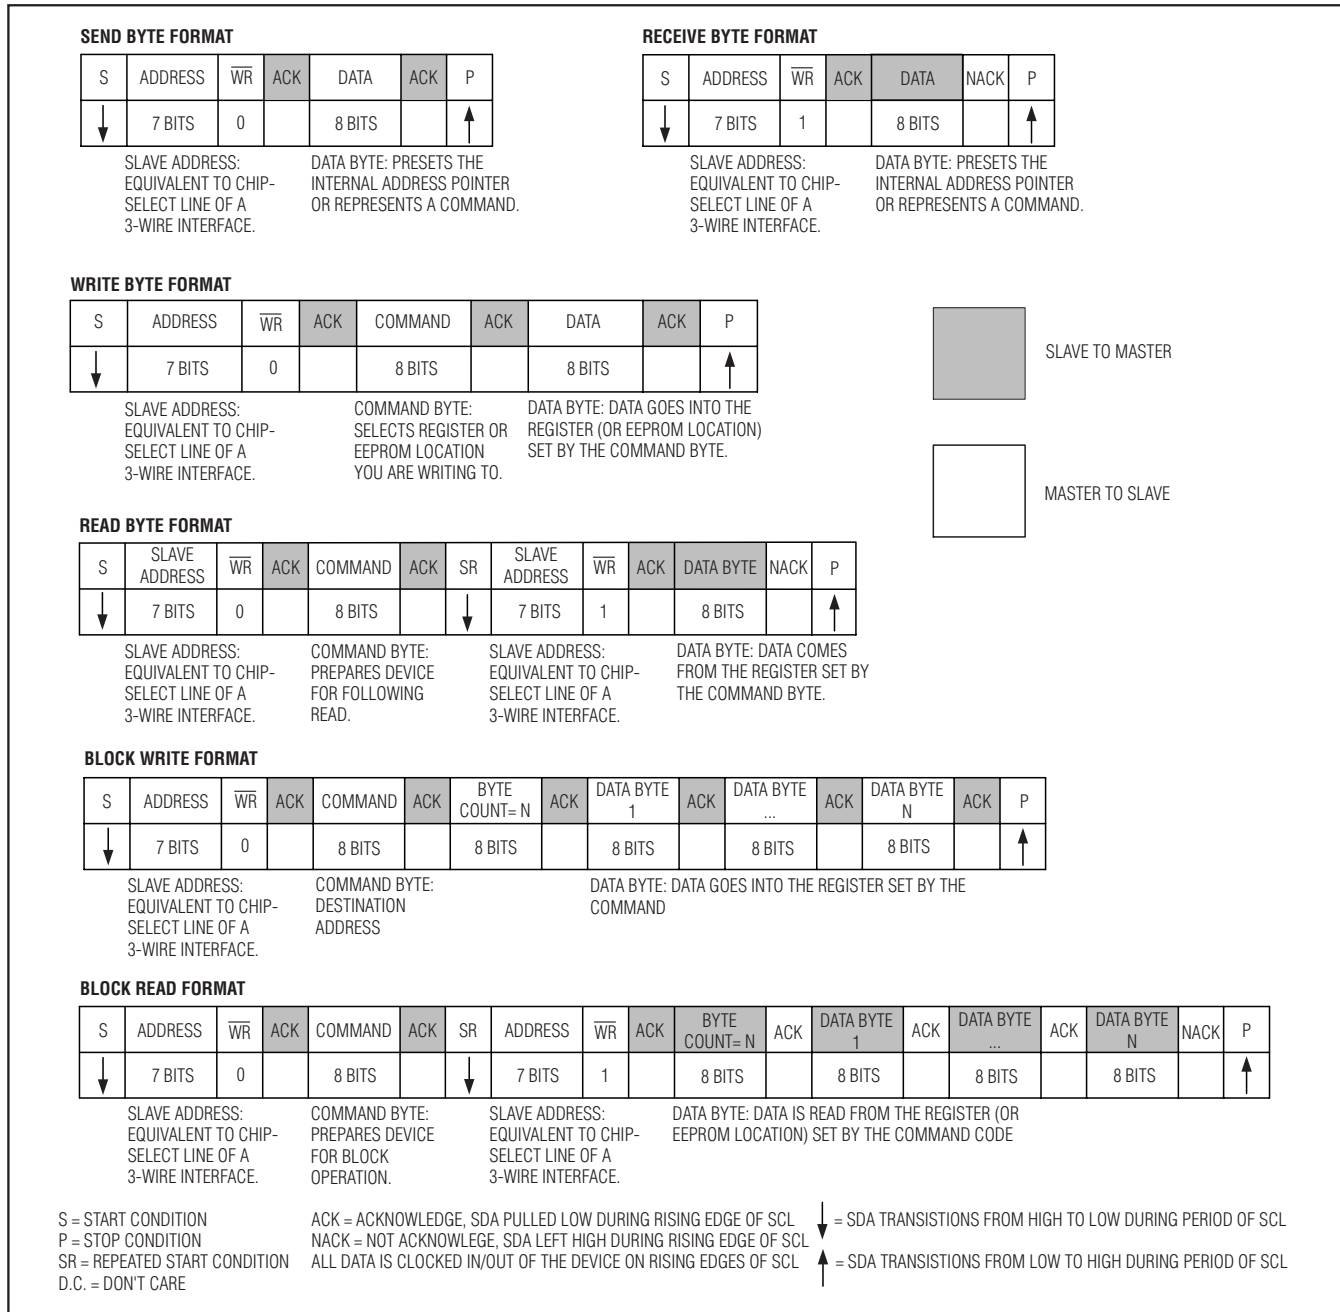 SEND BYTE FORMAT
S ADDRESS WR ACK DATA ACK P
7 BITS 0 8 BITS
SLAVE ADDRESS:
EQUIVALENT TO CHIP-
SELECT LINE OF A
3-WIRE INTERFACE.
DATA BYTE: PRESETS THE
INTERNAL ADDRESS POINTER
OR REPRESENTS A COMMAND.
RECEIVE BYTE FORMAT
S ADDRESS WR ACK DATA NACK P
7 BITS 1 8 BITS
SLAVE ADDRESS:
EQUIVALENT TO CHIP-
SELECT LINE OF A
3-WIRE INTERFACE.
DATA BYTE: PRESETS THE
INTERNAL ADDRESS POINTER
OR REPRESENTS A COMMAND.
WRITE BYTE FORMAT
S ADDRESS WR ACK COMMAND ACK DATA ACK P
7 BITS 0 8 BITS 8 BITS
SLAVE ADDRESS:
EQUIVALENT TO CHIP-
SELECT LINE OF A
3-WIRE INTERFACE.
COMMAND BYTE:
SELECTS REGISTER OR
EEPROM LOCATION
YOU ARE WRITING TO.
DATA BYTE: DATA GOES INTO THE
REGISTER (OR EEPROM LOCATION)
SET BY THE COMMAND BYTE.
SLAVE TO MASTER
MASTER TO SLAVE
READ BYTE FORMAT
S SLAVE ADDRESS WR ACK COMMAND ACK SR SLAVE ADDRESS WR ACK DATA BYTE NACK P
7 BITS 0 8 BITS 7 BITS 1 8 BITS
SLAVE ADDRESS:
EQUIVALENT TO CHIP-
SELECT LINE OF A
3-WIRE INTERFACE.
COMMAND BYTE:
PREPARES DEVICE
FOR FOLLOWING
READ.
SLAVE ADDRESS:
EQUIVALENT TO CHIP-
SELECT LINE OF A
3-WIRE INTERFACE.
DATA BYTE: DATA COMES
FROM THE REGISTER SET BY
THE COMMAND BYTE.
BLOCK WRITE FORMAT
S ADDRESS WR ACK COMMAND ACK BYTE COUNT= N ACK DATA BYTE 1 ACK DATA BYTE ... ACK DATA BYTE N ACK P
7 BITS 0 8 BITS 8 BITS 8 BITS 8 BITS 8 BITS
SLAVE ADDRESS:
EQUIVALENT TO CHIP-
SELECT LINE OF A
3-WIRE INTERFACE.
COMMAND BYTE:
DESTINATION
ADDRESS
DATA BYTE: DATA GOES INTO THE REGISTER SET BY THE
COMMAND
BLOCK READ FORMAT
S ADDRESS WR ACK COMMAND ACK SR ADDRESS WR ACK BYTE COUNT= N ACK DATA BYTE 1 ACK DATA BYTE ... ACK DATA BYTE N NACK P
7 BITS 0 8 BITS 7 BITS 1 8 BITS 8 BITS 8 BITS 8 BITS
SLAVE ADDRESS:
EQUIVALENT TO CHIP-
SELECT LINE OF A
3-WIRE INTERFACE.
COMMAND BYTE:
PREPARES DEVICE
FOR BLOCK
OPERATION.
SLAVE ADDRESS:
EQUIVALENT TO CHIP-
SELECT LINE OF A
3-WIRE INTERFACE.
DATA BYTE: DATA IS READ FROM THE REGISTER (OR
EEPROM LOCATION) SET BY THE COMMAND CODE
S = START CONDITION
P = STOP CONDITION
SR = REPEATED START CONDITION
D.C. = DON'T CARE
ACK = ACKNOWLEDGE, SDA PULLED LOW DURING RISING EDGE OF SCL
NACK = NOT ACKNOWLEGE, SDA LEFT HIGH DURING RISING EDGE OF SCL
ALL DATA IS CLOCKED IN/OUT OF THE DEVICE ON RISING EDGES OF SCL
= SDA TRANSISTIONS FROM HIGH TO LOW DURING PERIOD OF SCL
= SDA TRANSISTIONS FROM LOW TO HIGH DURING PERIOD OF SCL